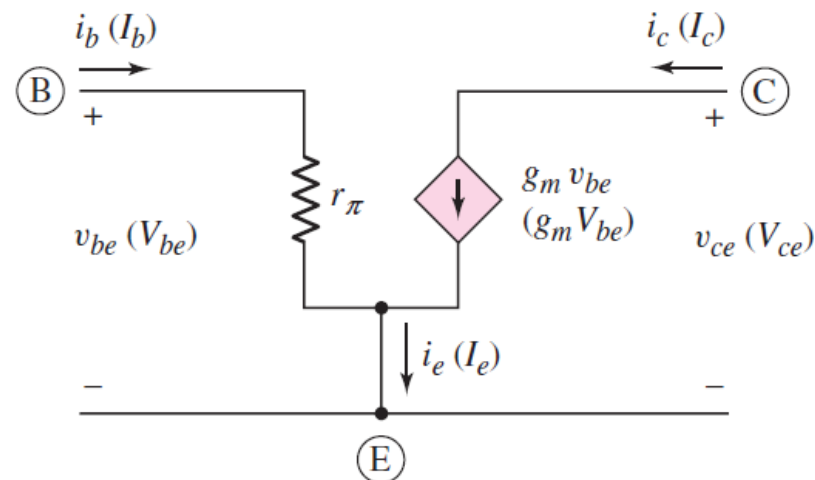 i_b (I_b)
i_c (I_c)
B
C
+
+
r_π
g_m v_be
(g_m V_be)
v_be (V_be)
v_ce (V_ce)
i_e (I_e)
–
–
E